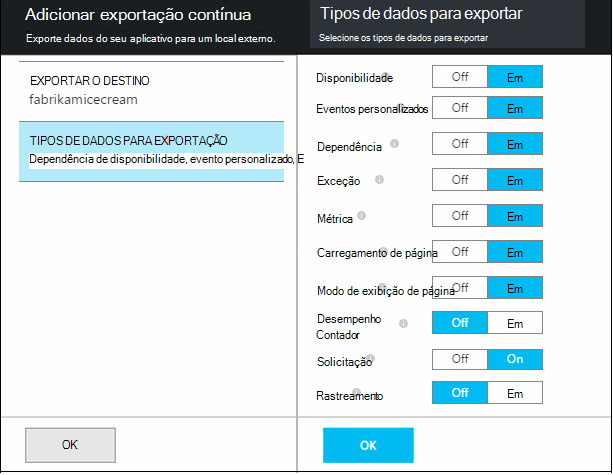 Adicionar exportação contínua
Exporte dados do seu aplicativo para um local externo.
EXPORTAR O DESTINO
fabrikamicecream
TIPOS DE DADOS PARA EXPORTAÇÃO
Dependência de disponibilidade, evento personalizado, E
OK
Tipos de dados para exportar
Selecione os tipos de dados para exportar
Disponibilidade Off Em
Eventos personalizados Off Em
Dependência Off Em
Exceção Off Em
Métrica Off Em
Carregamento de página Off Em
Modo de exibição de página Off Em
Desempenho
Contador Off Em
Solicitação Off On
Rastreamento Off Em
OK